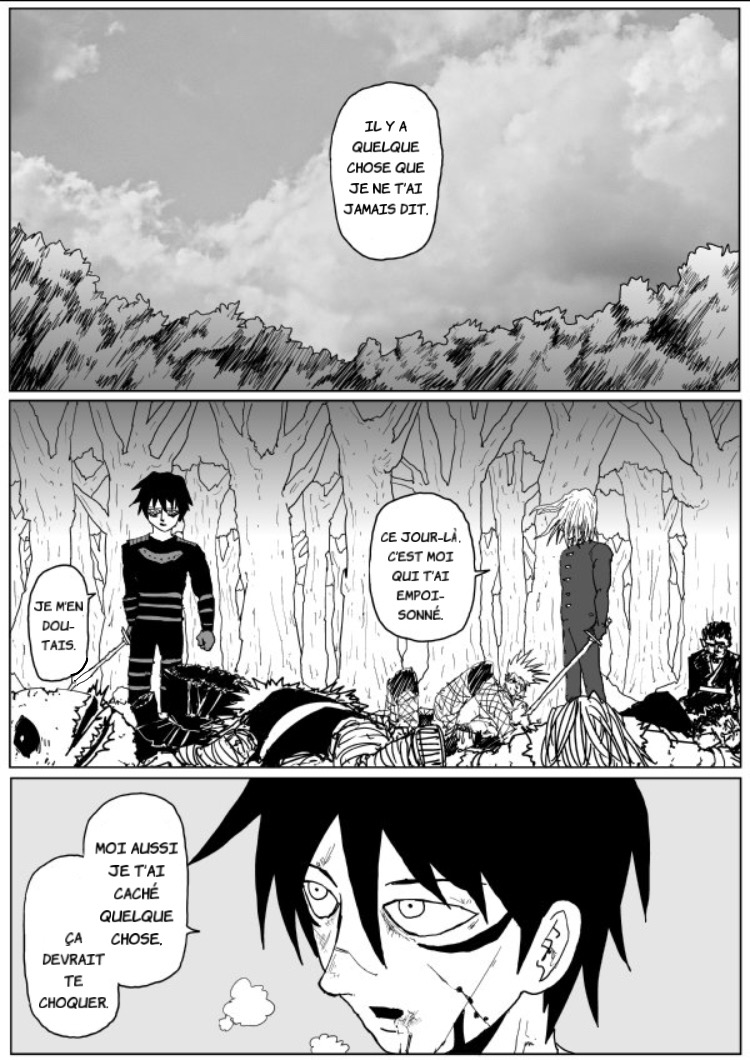 IL Y A
QUELQUE
CHOSE QUE
JE NE T'AI
JAMAIS DIT.
CE JOUR-LÀ.
C'EST MOI
QUI T'AI
EMPOI-
SONNÉ.
JE M'EN
DOU-
TAIS.
MOI AUSSI
JE T'AI
CACHÉ
QUELQUE
CHOSE.
ÇA
DEVRAIT
TE
CHOQUER.